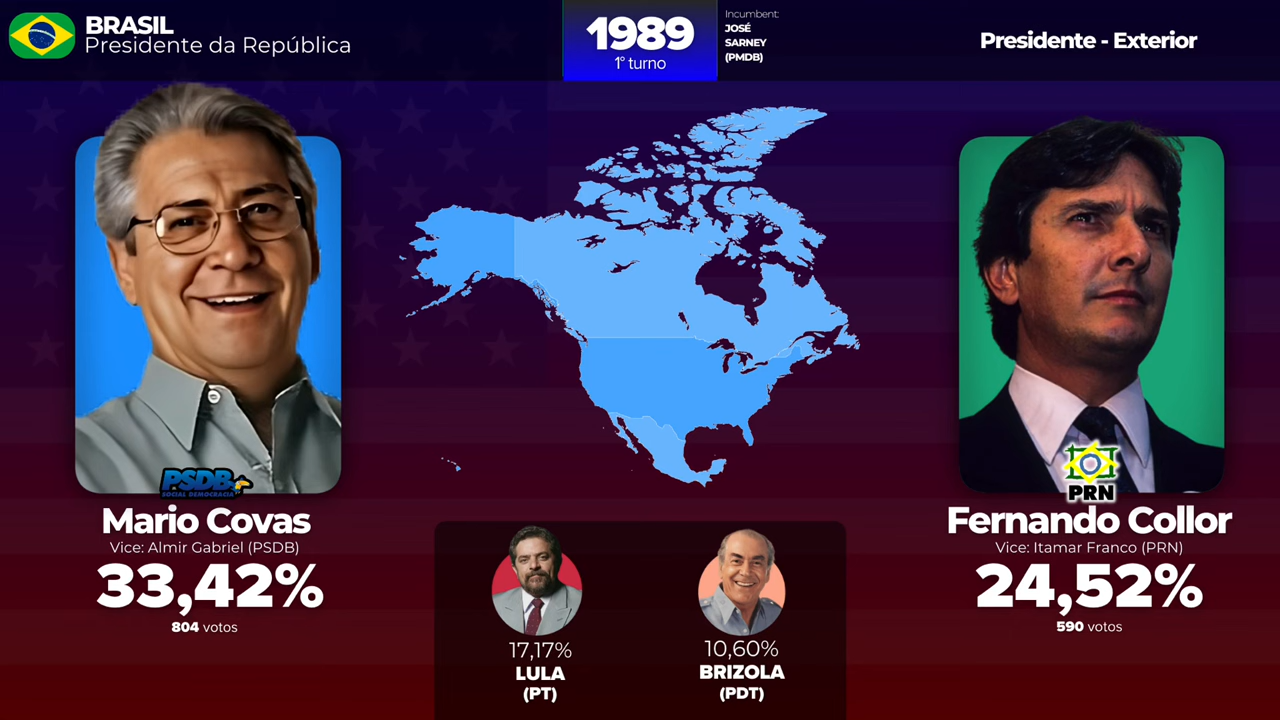 BRASIL
Presidente da República
1989
1º turno
Incumbent:
JOSÉ
SARNEY
(PMDB)
Presidente - Exterior
PSDB
SOCIAL DEMOCRACIA
Mario Covas
Vice: Almir Gabriel (PSDB)
33,42%
804 votos
PRN
Fernando Collor
Vice: Itamar Franco (PRN)
24,52%
590 votos
17,17%
LULA
(PT)
10,60%
BRIZOLA
(PDT)